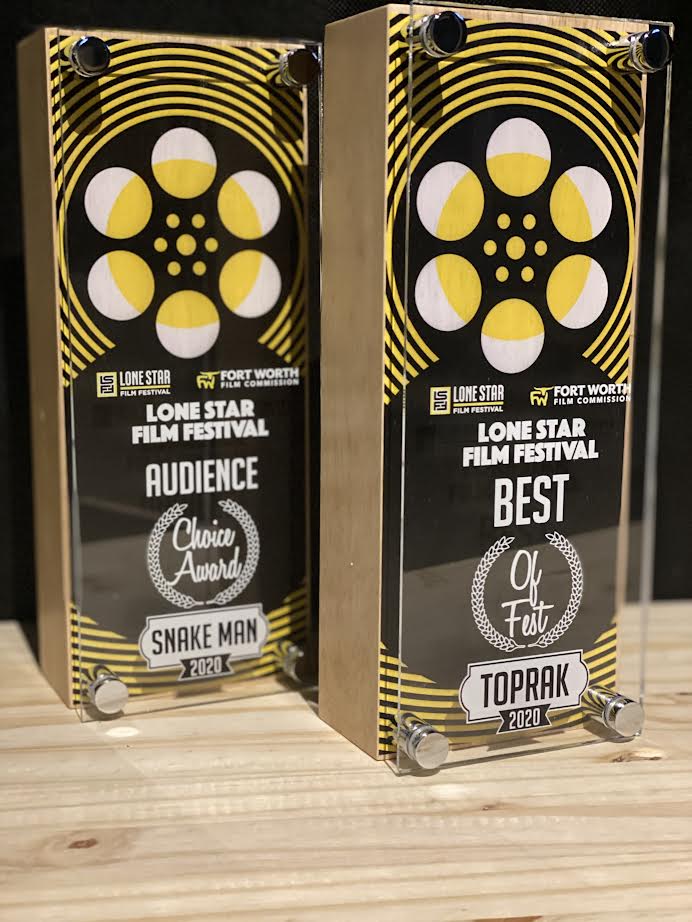 LONE STAR
FILM FESTIVAL
FORT WORTH
FILM COMMISSION
LONE STAR
FILM FESTIVAL
AUDIENCE
Choice
Award
SNAKE MAN
2020
LONE STAR
FILM FESTIVAL
FW
FORT WORTH
FILM COMMISSION
LONE STAR
FILM FESTIVAL
BEST
Of
Fest
TOPRAK
2020